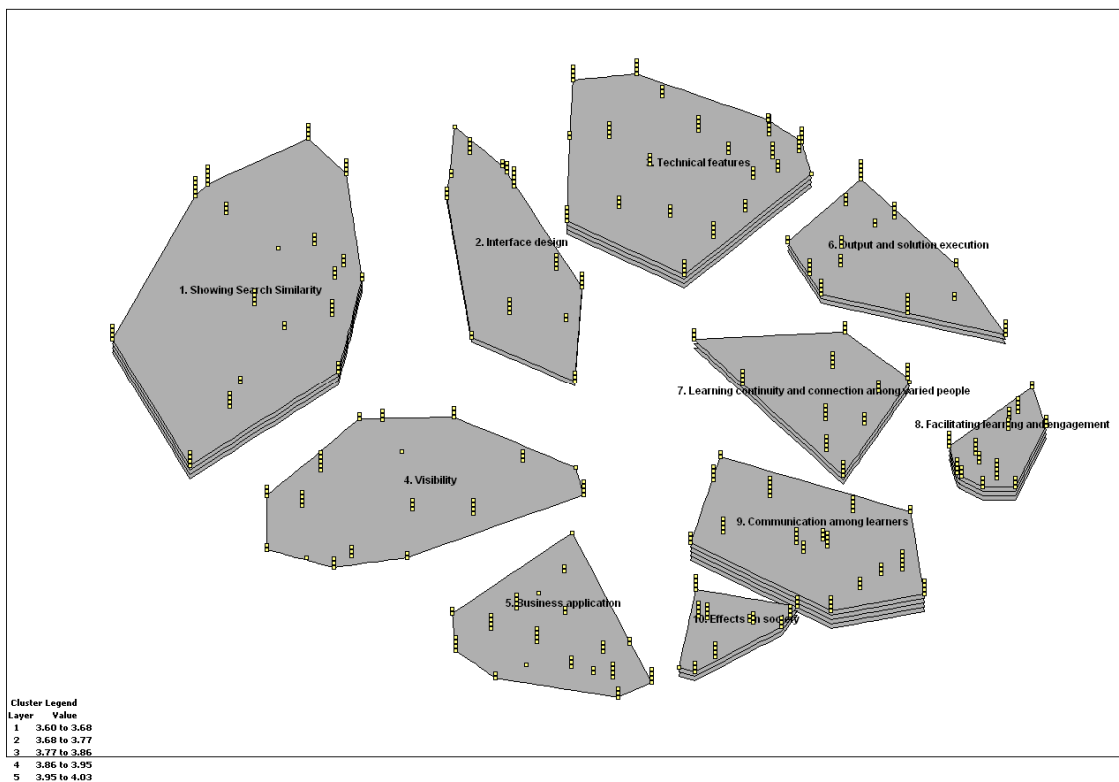 3. Technical features
2. Interface design
6. Output and solution execution
1. Showing Search Similarity
7. Learning continuity and connection among varied people
8. Facilitating learning and engagement
4. Visibility
9. Communication among learners
5. Business application
10. Effects on society
Cluster Legend
Layer Value
1 3.60 to 3.68
2 3.68 to 3.77
3 3.77 to 3.86
4 3.86 to 3.95
5 3.95 to 4.03